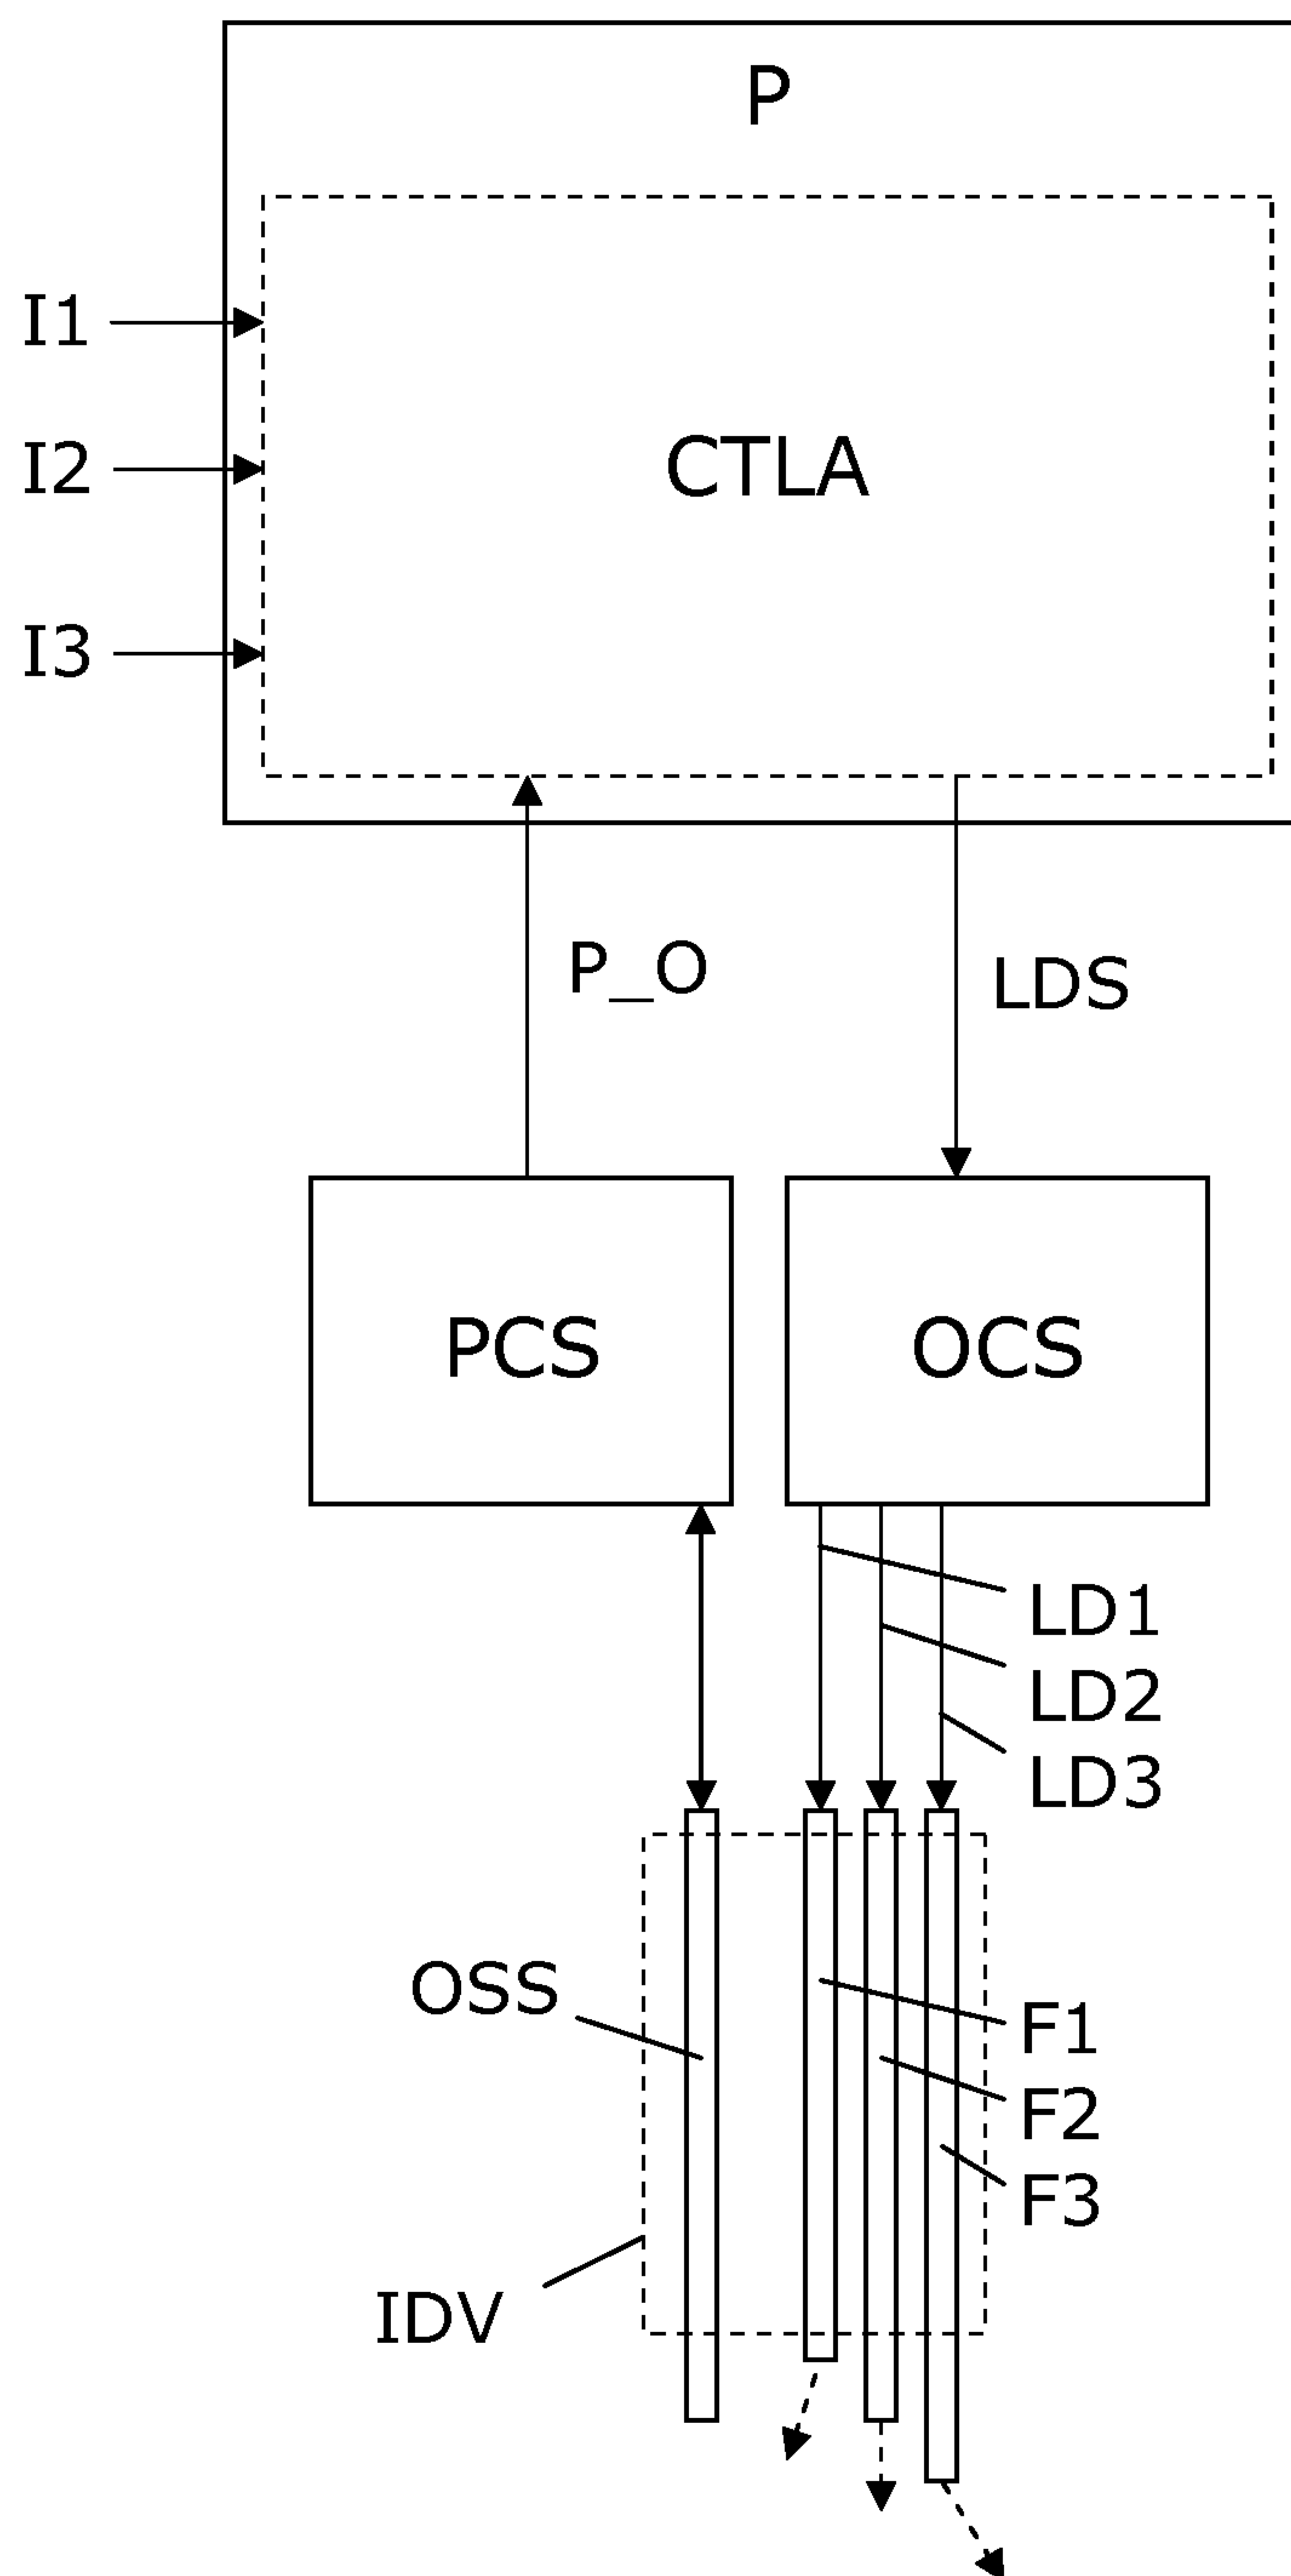 P
I1
CTLA
I2
I3
P_O
LDS
PCS
OCS
LD1
LD2
LD3
OSS
F1
F2
F3
IDV